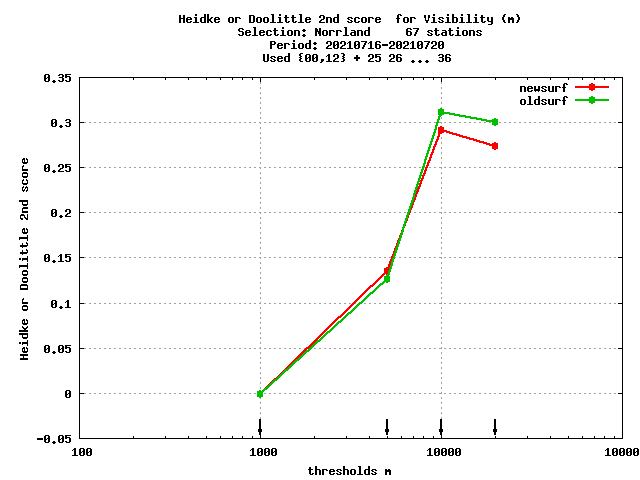 Heidke or Doolittle 2nd score  for Visibility (m)
Selection: Norrland     67 stations
Period: 20210716-20210720
Used {00,12} + 25 26 ... 36
newsurf
oldsurf
0.35
0.3
0.25
0.2
0.15
0.1
0.05
0
-0.05
Heidke or Doolittle 2nd score
100 1000 10000 10000
thresholds m